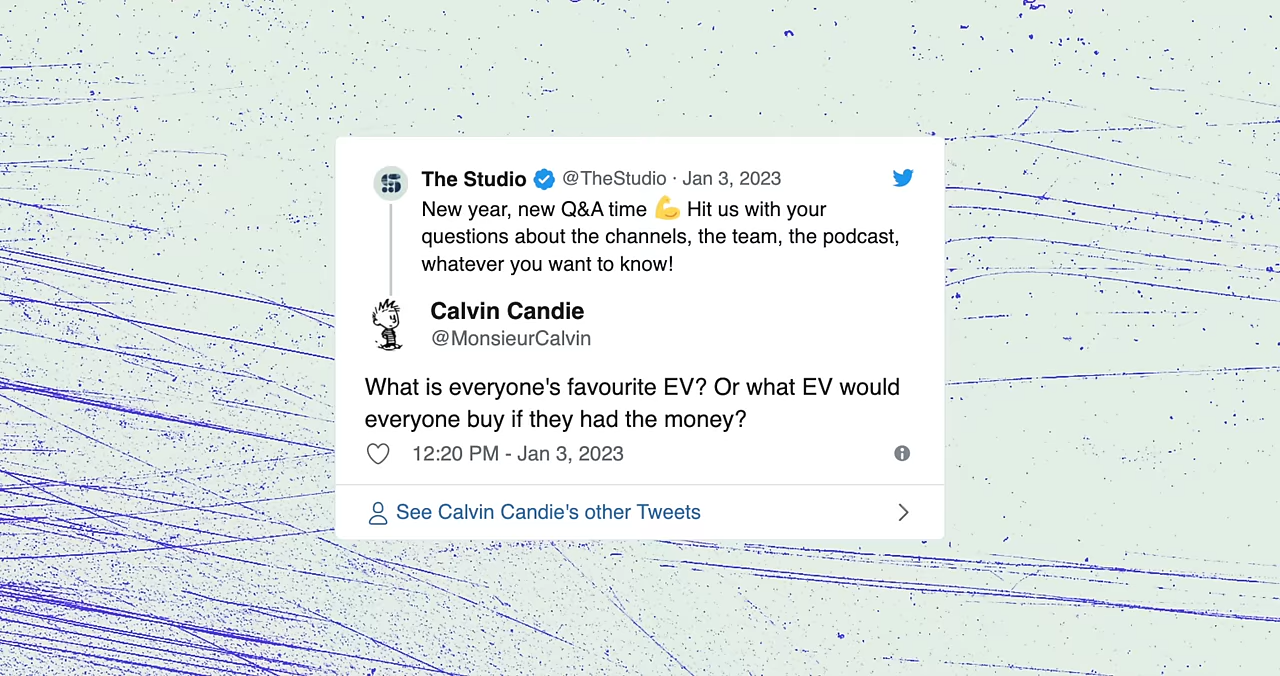 The Studio @TheStudio · Jan 3, 2023
New year, new Q&A time 💪 Hit us with your
questions about the channels, the team, the podcast,
whatever you want to know!
Calvin Candie
@MonsieurCalvin
What is everyone's favourite EV? Or what EV would
everyone buy if they had the money?
12:20 PM - Jan 3, 2023
See Calvin Candie's other Tweets